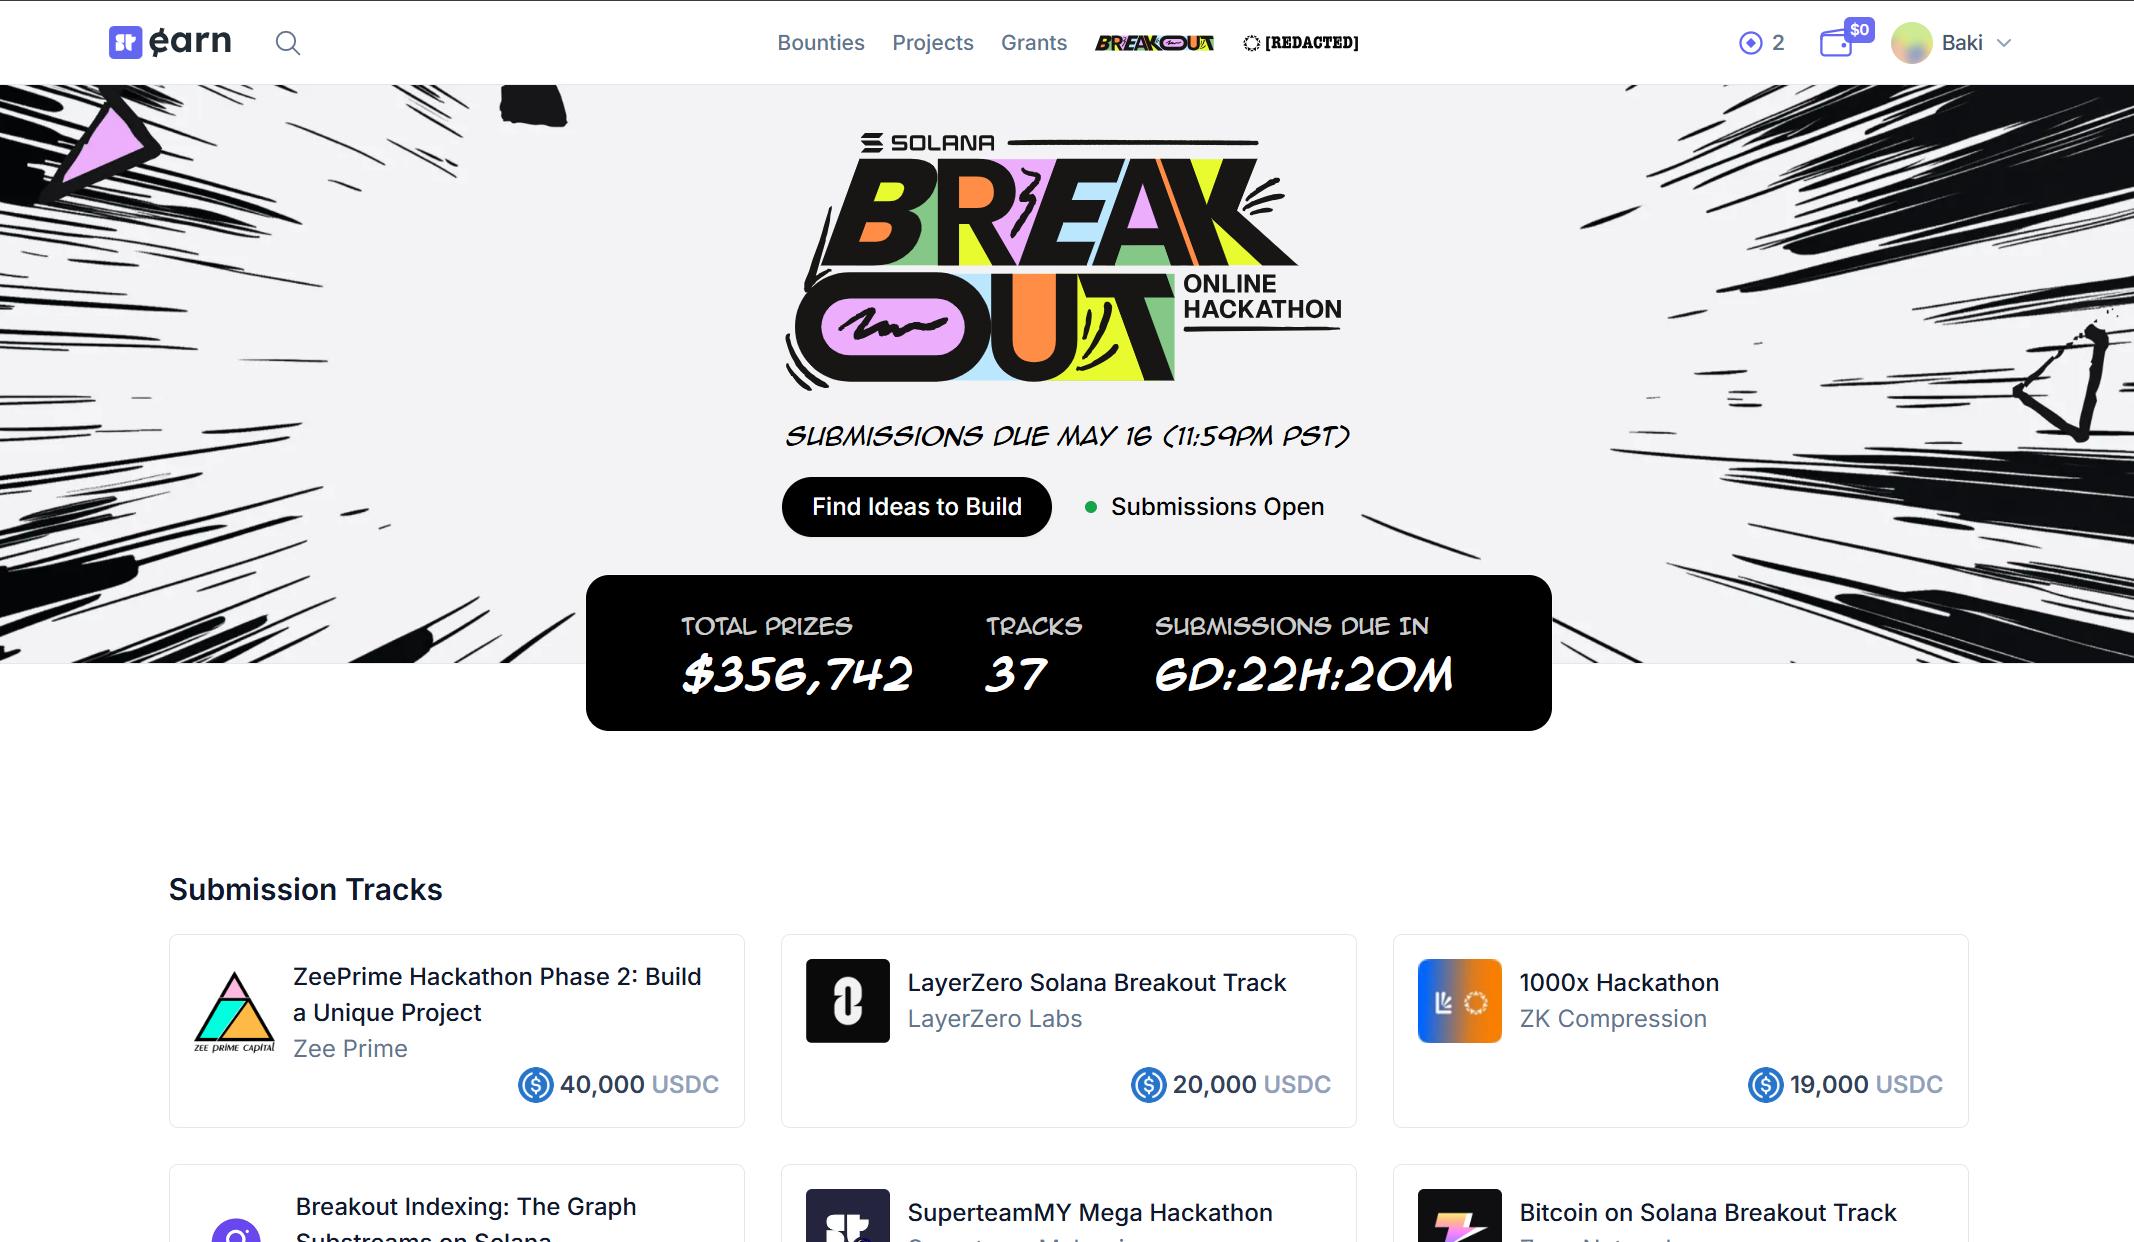 earn
Bounties
Projects
Grants
BREAKOUT
[REDACTED]
2
$0
Baki
SOLANA
BREAK
OUT
ONLINE
HACKATHON
SUBMISSIONS DUE MAY 16 (11:59PM PST)
Find Ideas to Build
Submissions Open
TOTAL PRIZES
$356,742
TRACKS
37
SUBMISSIONS DUE IN
6D:22H:20M
Submission Tracks
ZEE PRIME CAPITAL
ZeePrime Hackathon Phase 2: Build
a Unique Project
Zee Prime
40,000 USDC
LayerZero Solana Breakout Track
LayerZero Labs
20,000 USDC
1000x Hackathon
ZK Compression
19,000 USDC
Breakout Indexing: The Graph
Substreams on Solana
SuperteamMY Mega Hackathon
Bitcoin on Solana Breakout Track